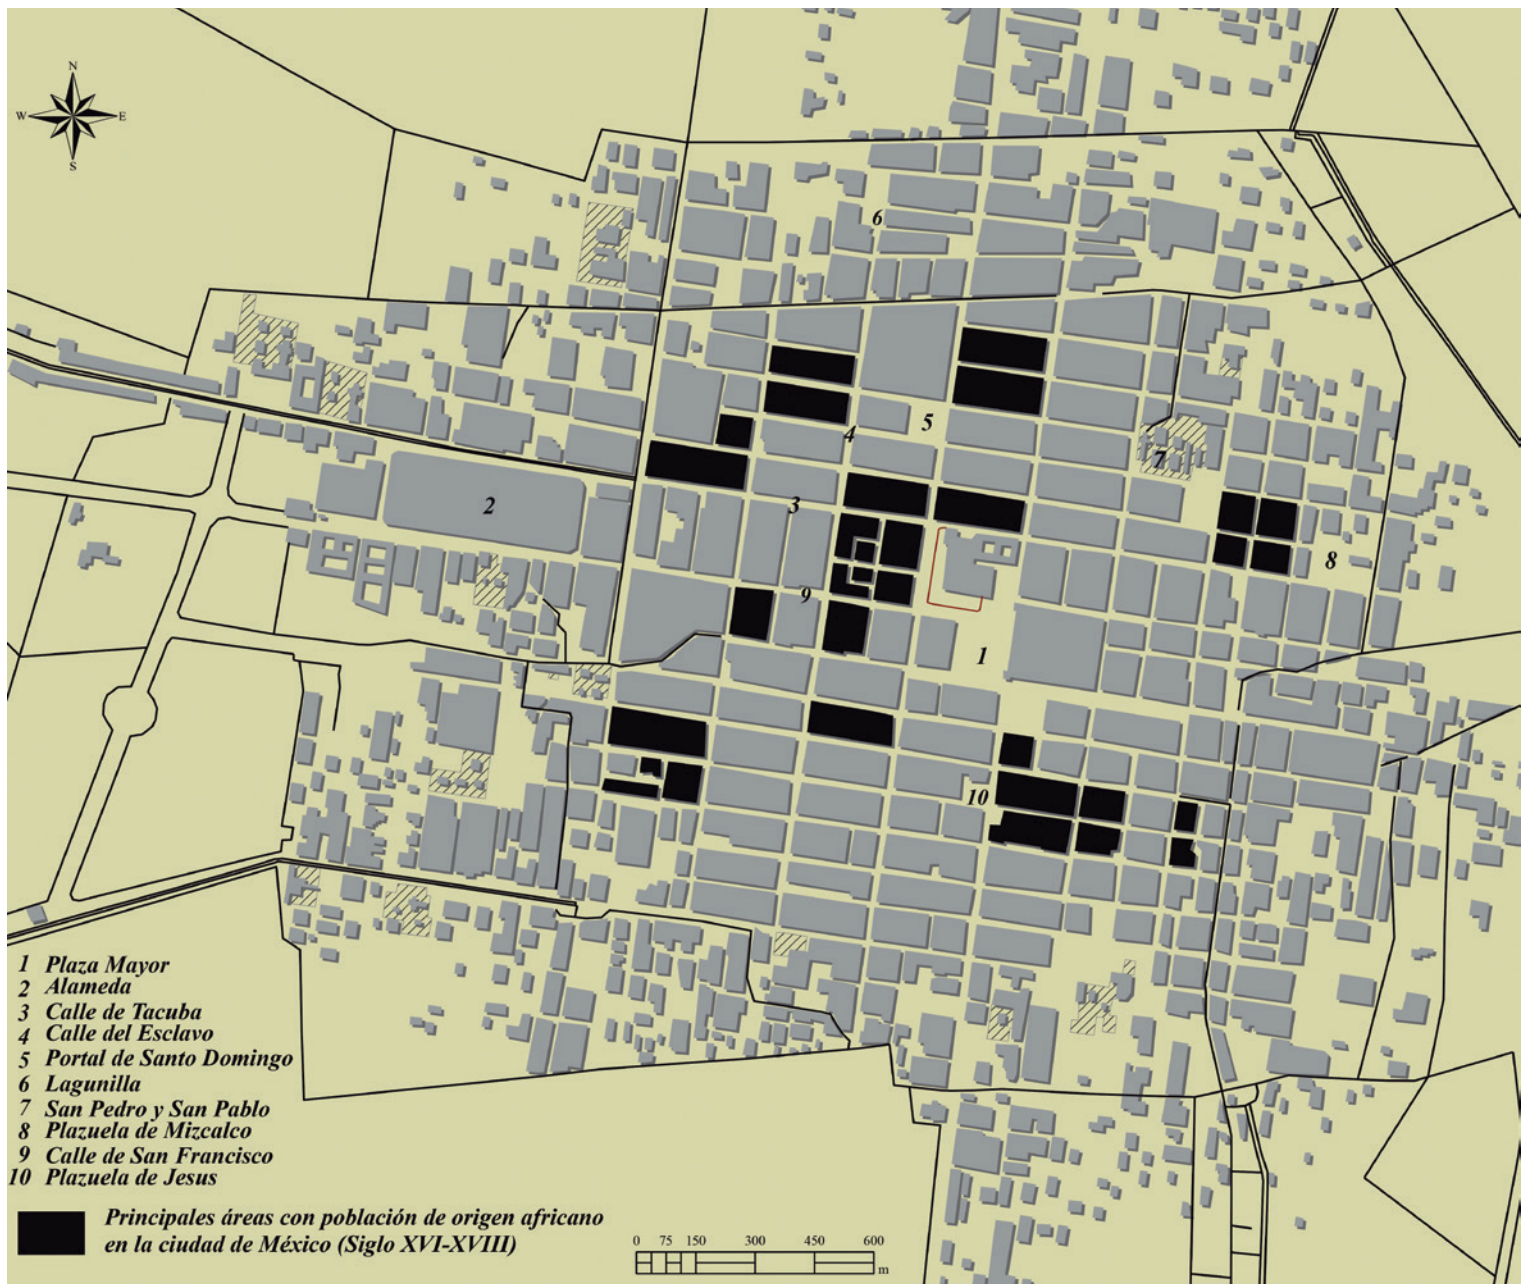 N
W E
S
6
5
4
7
2
3
8
9
1
10
1 Plaza Mayor
2 Alameda
3 Calle de Tacuba
4 Calle del Esclavo
5 Portal de Santo Domingo
6 Lagunilla
7 San Pedro y San Pablo
8 Plazuela de Mizcalco
9 Calle de San Francisco
10 Plazuela de Jesus
Principales áreas con población de origen africano
en la ciudad de México (Siglo XVI-XVIII)
0 75 150 300 450 600
m